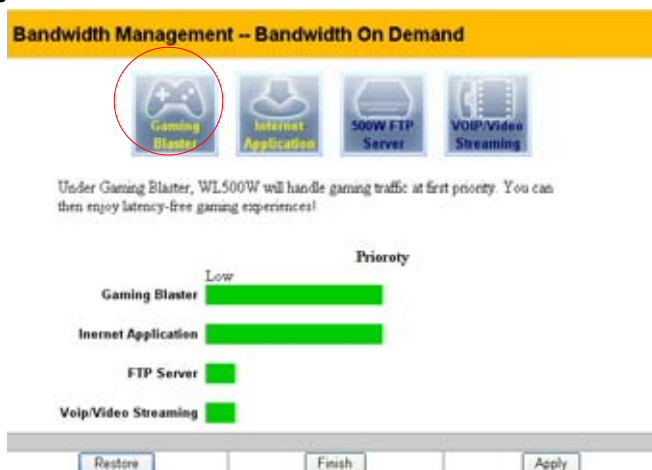 Bandwidth Management -- Bandwidth On Demand
Gaming Blaster
Internet Application
500W FTP Server
VOIP/Video Streaming
Under Gaming Blaster, WL500W will handle gaming traffic at first priority. You can
then enjoy latency-free gaming experiences!
Prioroty
Low
Gaming Blaster
Inernet Application
FTP Server
Voip/Video Streaming
Restore
Finish
Apply